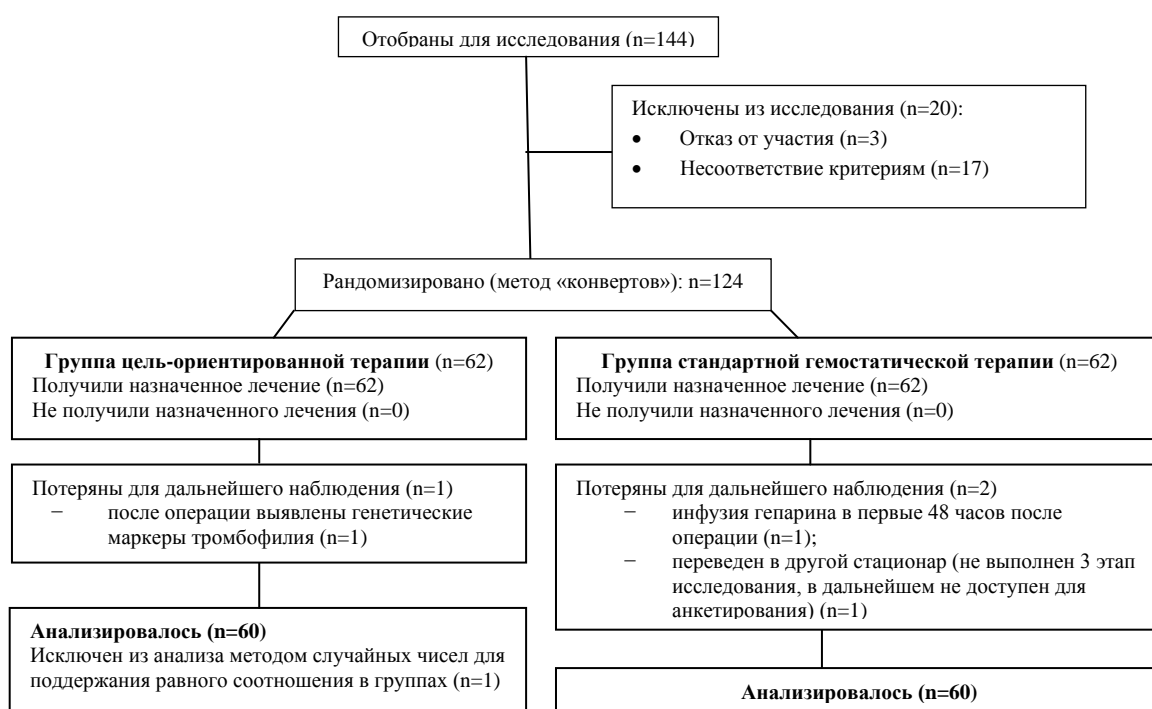 Отобраны для исследования (n=144)
Исключены из исследования (n=20):
• Отказ от участия (n=3)
• Несоответствие критериям (n=17)
Рандомизировано (метод «конвертов»): n=124
Группа цель-ориентированной терапии (n=62)
Получили назначенное лечение (n=62)
Не получили назначенного лечения (n=0)
Группа стандартной гемостатической терапии (n=62)
Получили назначенное лечение (n=62)
Не получили назначенного лечения (n=0)
Потеряны для дальнейшего наблюдения (n=1)
− после операции выявлены генетические
маркеры тромбофилия (n=1)
Потеряны для дальнейшего наблюдения (n=2)
− инфузия гепарина в первые 48 часов после
операции (n=1);
− переведен в другой стационар (не выполнен 3 этап
исследования, в дальнейшем не доступен для
анкетирования) (n=1)
Анализировалось (n=60)
Исключен из анализа методом случайных чисел для
поддержания равного соотношения в группах (n=1)
Анализировалось (n=60)